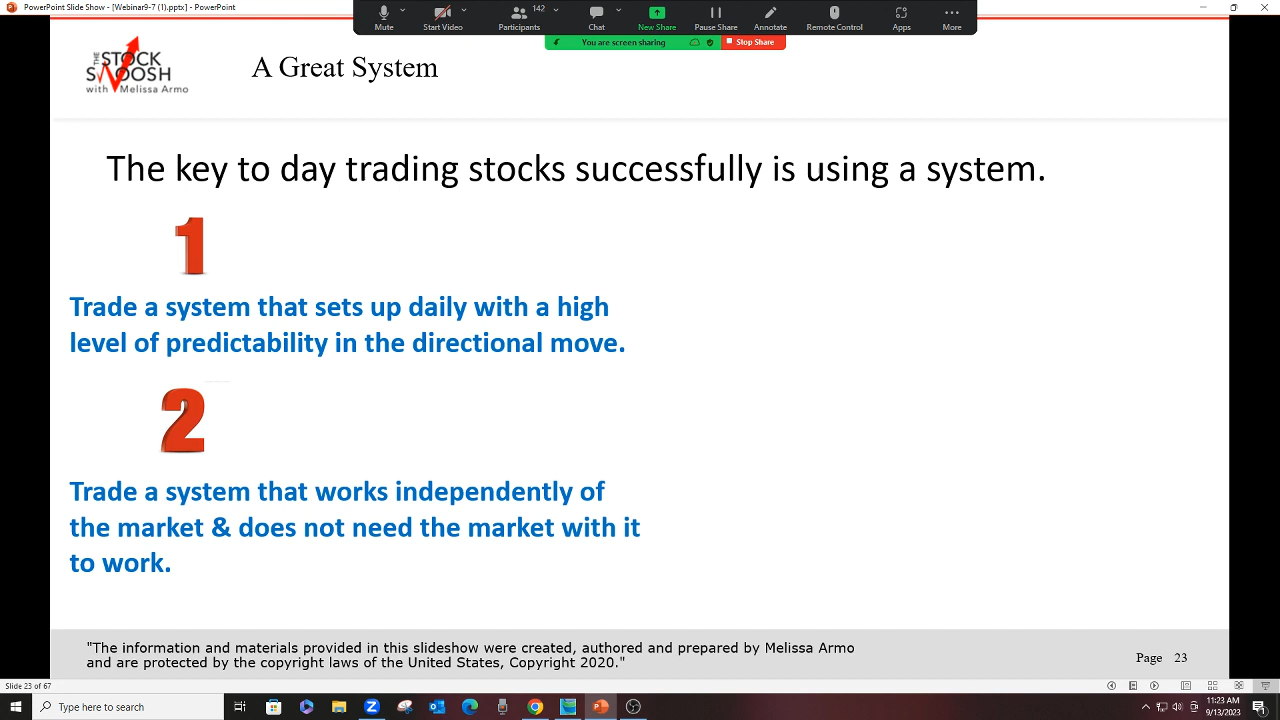 PowerPoint Slide Show - [Webinar9-7 (1).pptx] - PowerPoint
Mute
Start Video
142
Participants
Chat
New Share
Pause Share
Annotate
Remote Control
Apps
More
You are screen sharing
Stop Share
THE STOCK
SWOOSH
with Melissa Armo
A Great System
The key to day trading stocks successfully is using a system.
1
Trade a system that sets up daily with a high
level of predictability in the directional move.
2
Trade a system that works independently of
the market & does not need the market with it
to work.
"The information and materials provided in this slideshow were created, authored and prepared by Melissa Armo
and are protected by the copyright laws of the United States, Copyright 2020."
Page 23
Slide 23 of 67
Type here to search
11:23 AM
9/13/2023